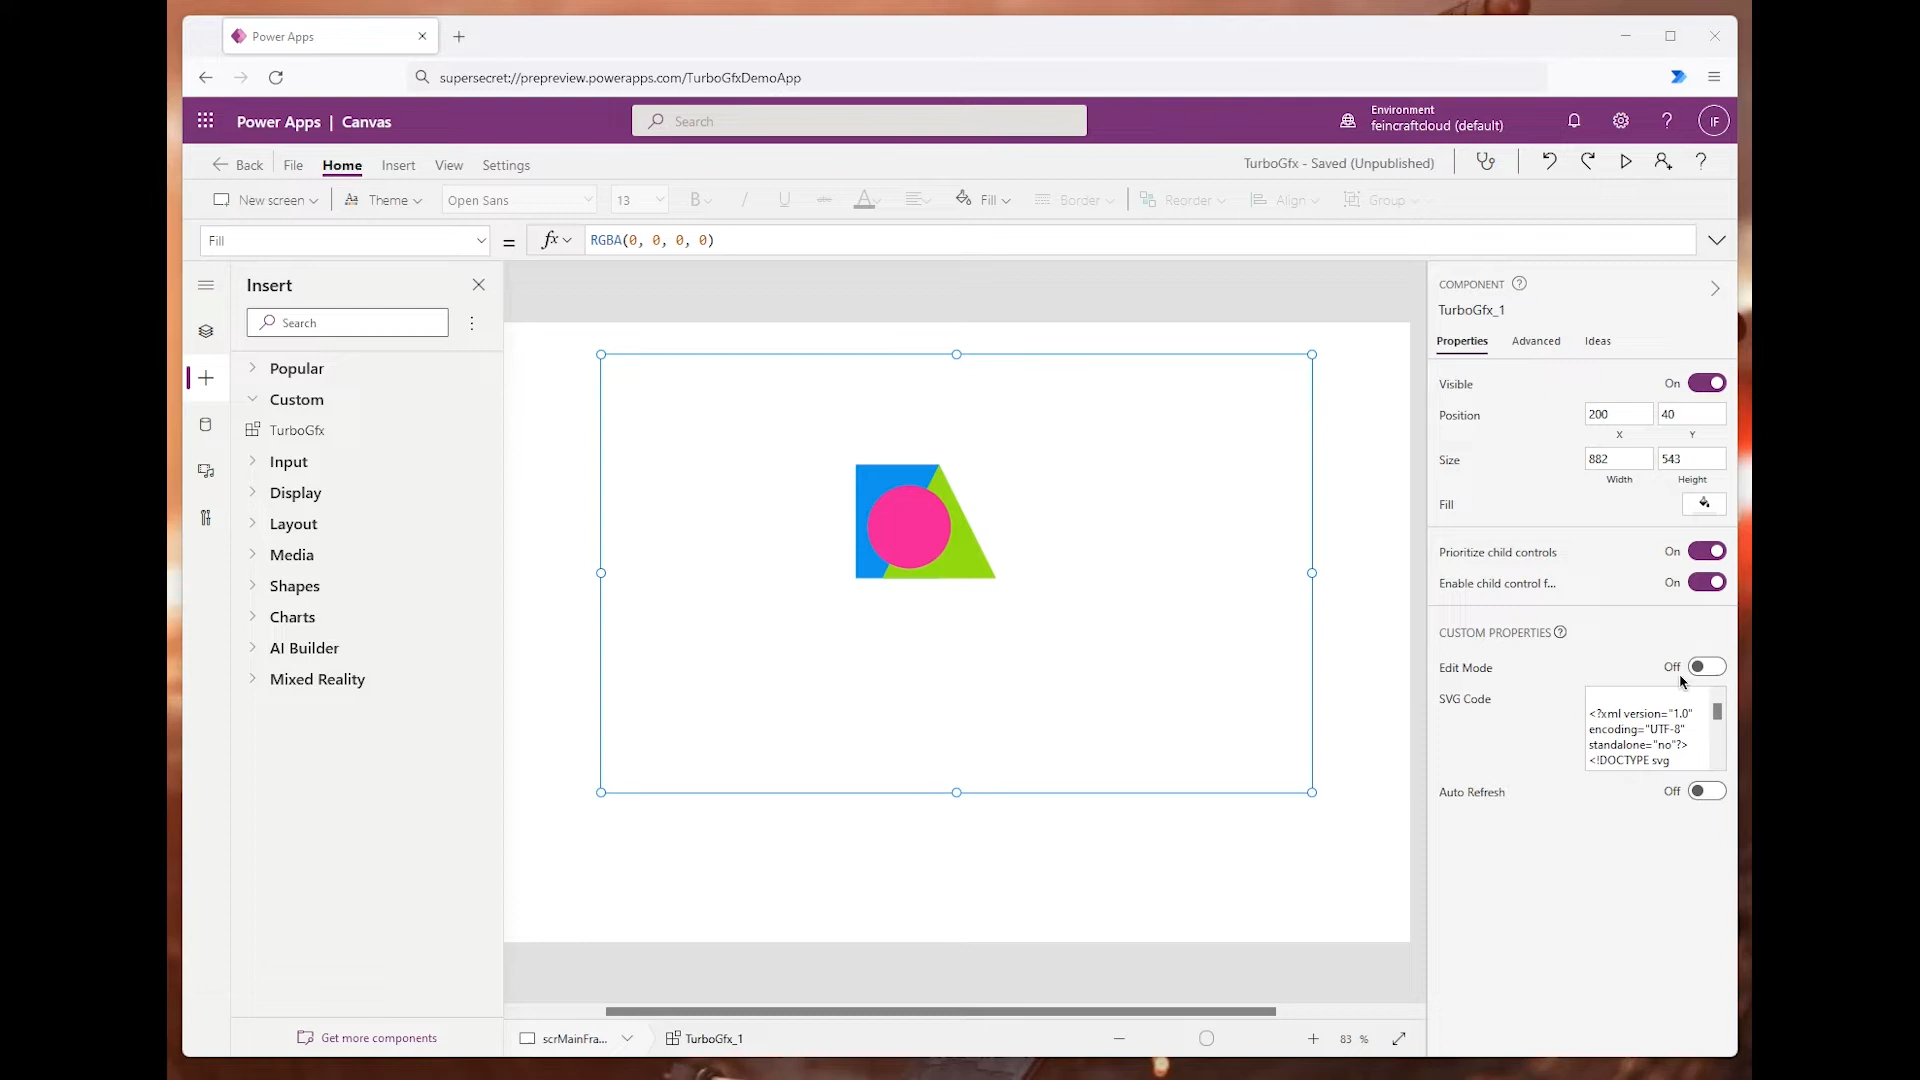 Power Apps
supersecret://prepreview.powerapps.com/TurboGfxDemoApp
Power Apps | Canvas
Search
Environment
feincraftcloud (default)
IF
Back
File
Home
Insert
View
Settings
TurboGfx - Saved (Unpublished)
New screen
Theme
Open Sans
13
B
I
U
A
Fill
Border
Reorder
Align
Group
Fill
=
fx
RGBA(0, 0, 0, 0)
Insert
Search
Popular
Custom
TurboGfx
Input
Display
Layout
Media
Shapes
Charts
AI Builder
Mixed Reality
Get more components
COMPONENT
TurboGfx_1
Properties
Advanced
Ideas
Visible
On
Position
200
40
X
Y
Size
882
543
Width
Height
Fill
Prioritize child controls
On
Enable child control f...
On
CUSTOM PROPERTIES
Edit Mode
Off
SVG Code
<?xml version="1.0"
encoding="UTF-8"
standalone="no"?>
<!DOCTYPE svg
Auto Refresh
Off
scrMainFra...
TurboGfx_1
83 %